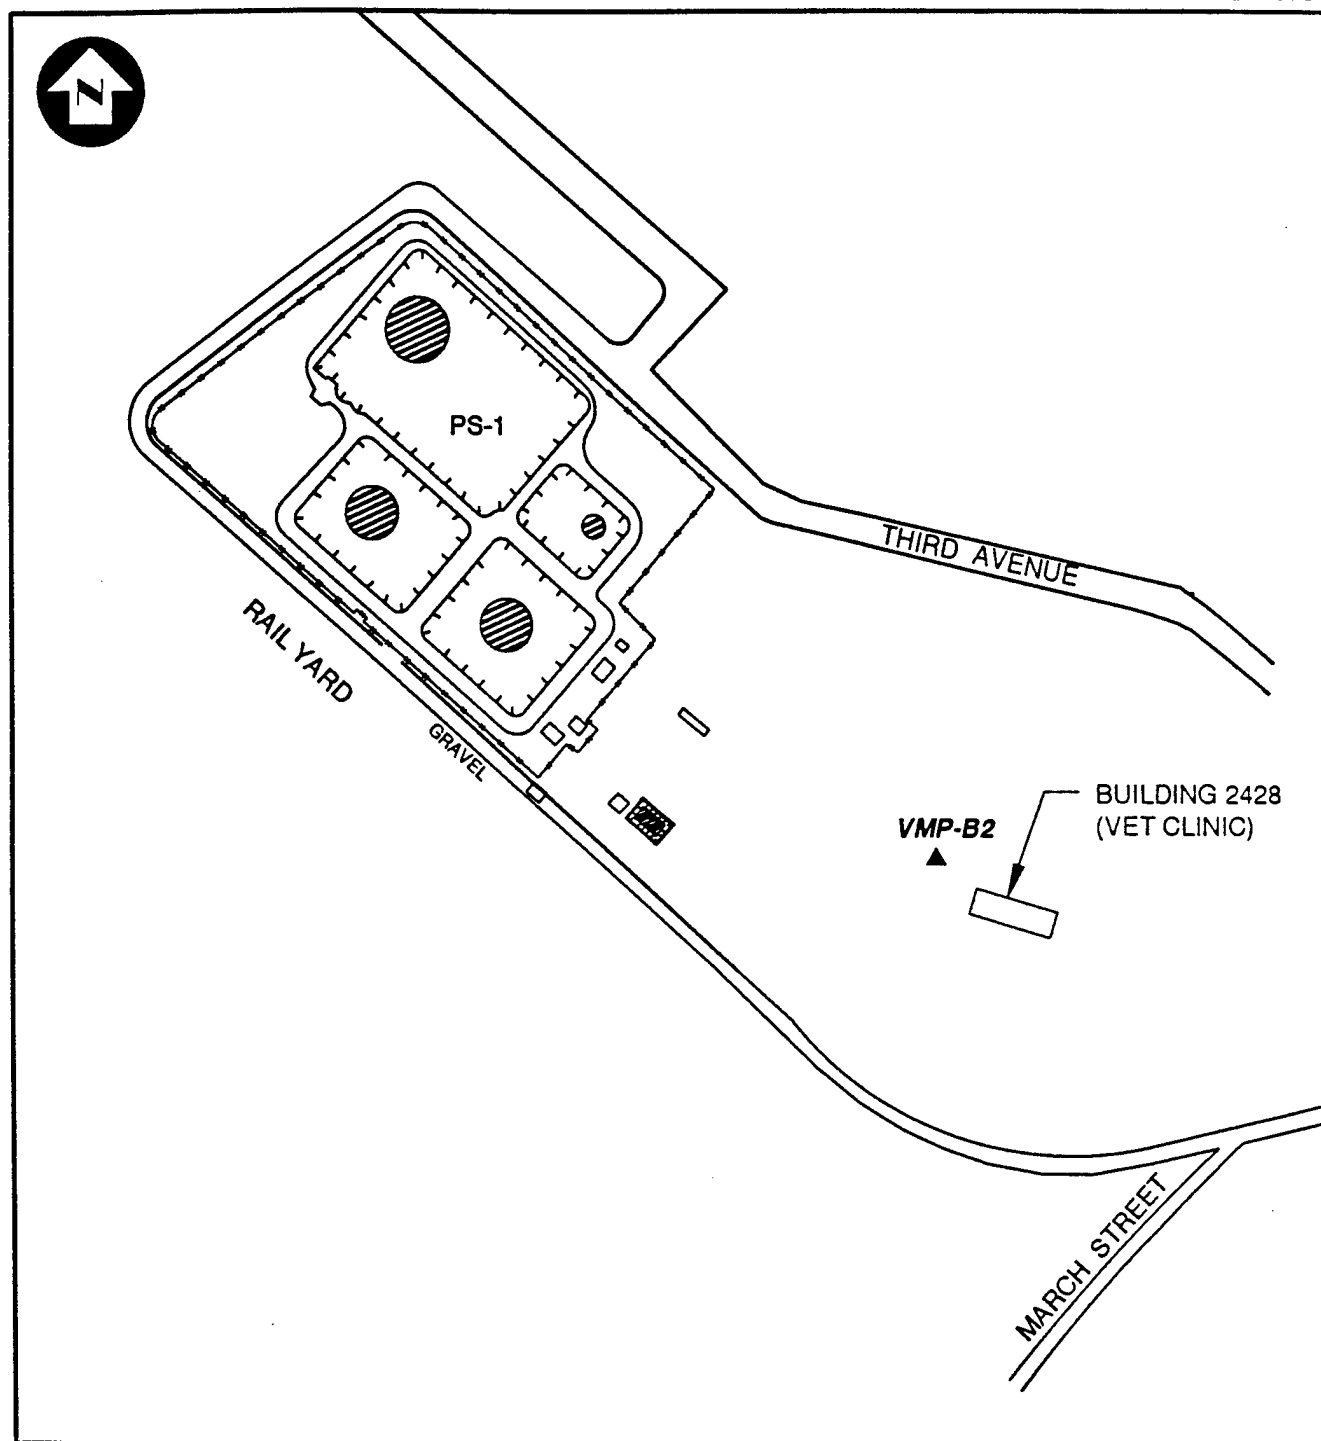 N
PS-1
THIRD AVENUE
RAIL YARD
GRAVEL
BUILDING 2428
(VET CLINIC)
VMP-B2
MARCH STREET